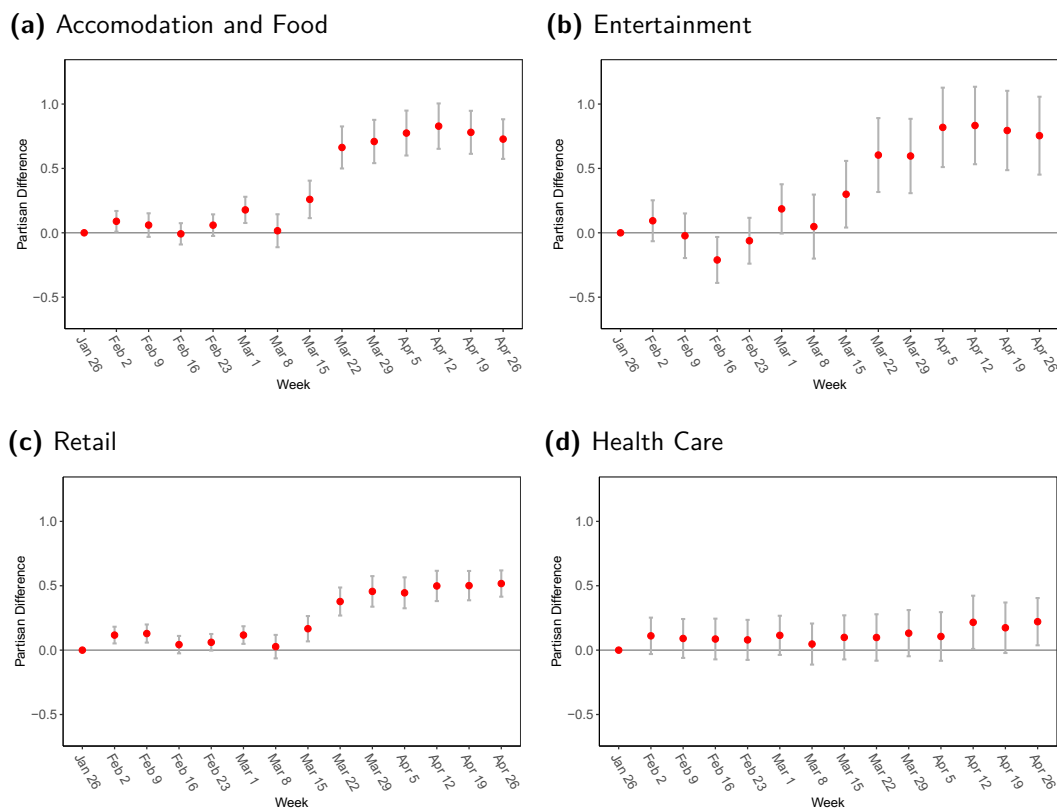 (a) Accomodation and Food
Partisan Difference
1.0
0.5
0.0
−0.5
Jan 26
Feb 2
Feb 9
Feb 16
Feb 23
Mar 1
Mar 8
Mar 15
Mar 22
Mar 29
Apr 5
Apr 12
Apr 19
Apr 26
Week
(b) Entertainment
Partisan Difference
1.0
0.5
0.0
−0.5
Jan 26
Feb 2
Feb 9
Feb 16
Feb 23
Mar 1
Mar 8
Mar 15
Mar 22
Mar 29
Apr 5
Apr 12
Apr 19
Apr 26
Week
(c) Retail
Partisan Difference
1.0
0.5
0.0
−0.5
Jan 26
Feb 2
Feb 9
Feb 16
Feb 23
Mar 1
Mar 8
Mar 15
Mar 22
Mar 29
Apr 5
Apr 12
Apr 19
Apr 26
Week
(d) Health Care
Partisan Difference
1.0
0.5
0.0
−0.5
Jan 26
Feb 2
Feb 9
Feb 16
Feb 23
Mar 1
Mar 8
Mar 15
Mar 22
Mar 29
Apr 5
Apr 12
Apr 19
Apr 26
Week